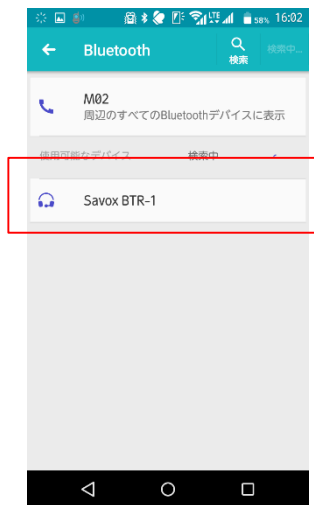 LTE 58% 16:02
Bluetooth 検索 検索中...
M02
周辺のすべてのBluetoothデバイスに表示
使用可能なデバイス 検索中
Savox BTR-1